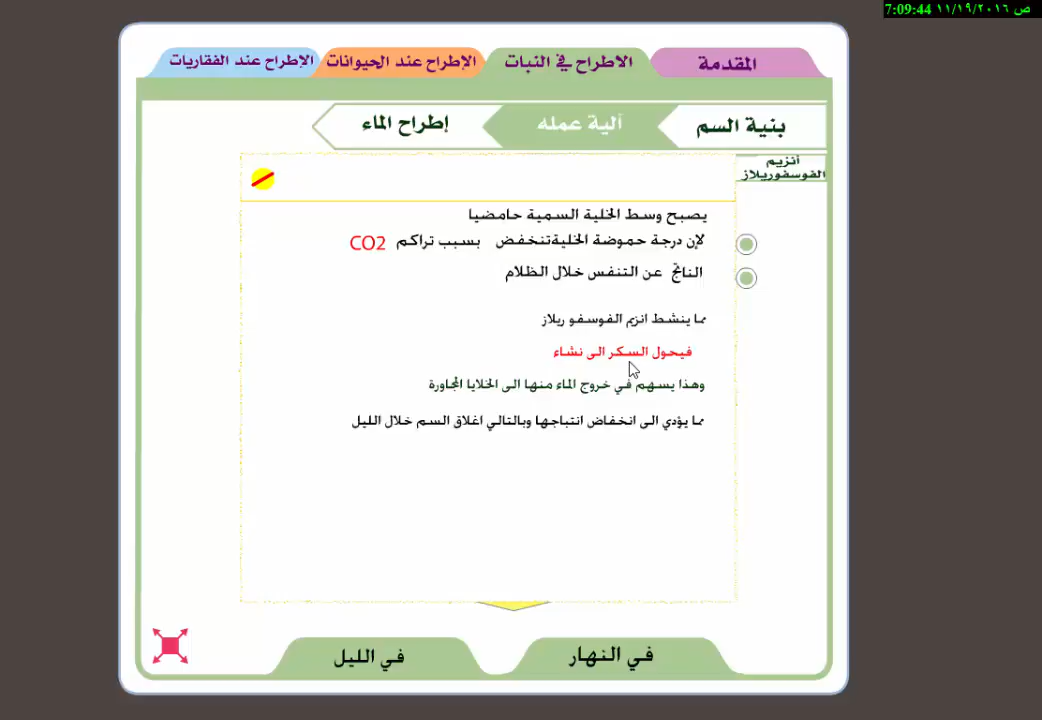 7:09:44 ص ١١/١٩/٢٠١٦
المقدمة
الاطراح في النبات
الإطراح عند الحيوانات
الإطراح عند الفقاريات
بنية السم
آلية عمله
إطراح الماء
أنزيم
الفوسفوريلاز
يصبح وسط الخلية السمية حامضيا
لإن درجة حموضة الخلية تنخفض بسبب تراكم CO2
الناتج عن التنفس خلال الظلام
مما ينشط انزيم الفوسفو ريلاز
فيحول السكر الى نشاء
وهذا يسهم في خروج الماء منها الى الخلايا المجاورة
مما يؤدي الى انخفاض انتباجها وبالتالي اغلاق السم خلال الليل
في النهار
في الليل